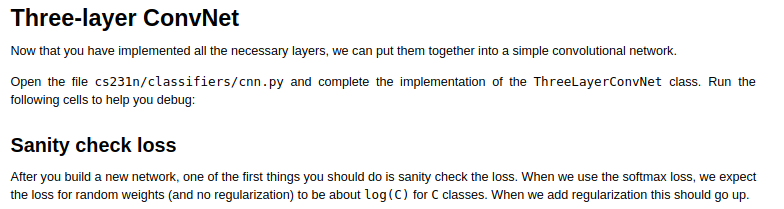 Three-layer ConvNet
Now that you have implemented all the necessary layers, we can put them together into a simple convolutional network.
Open the file cs231n/classifiers/cnn.py and complete the implementation of the ThreeLayerConvNet class. Run the
following cells to help you debug:
Sanity check loss
After you build a new network, one of the first things you should do is sanity check the loss. When we use the softmax loss, we expect
the loss for random weights (and no regularization) to be about log(C) for C classes. When we add regularization this should go up.